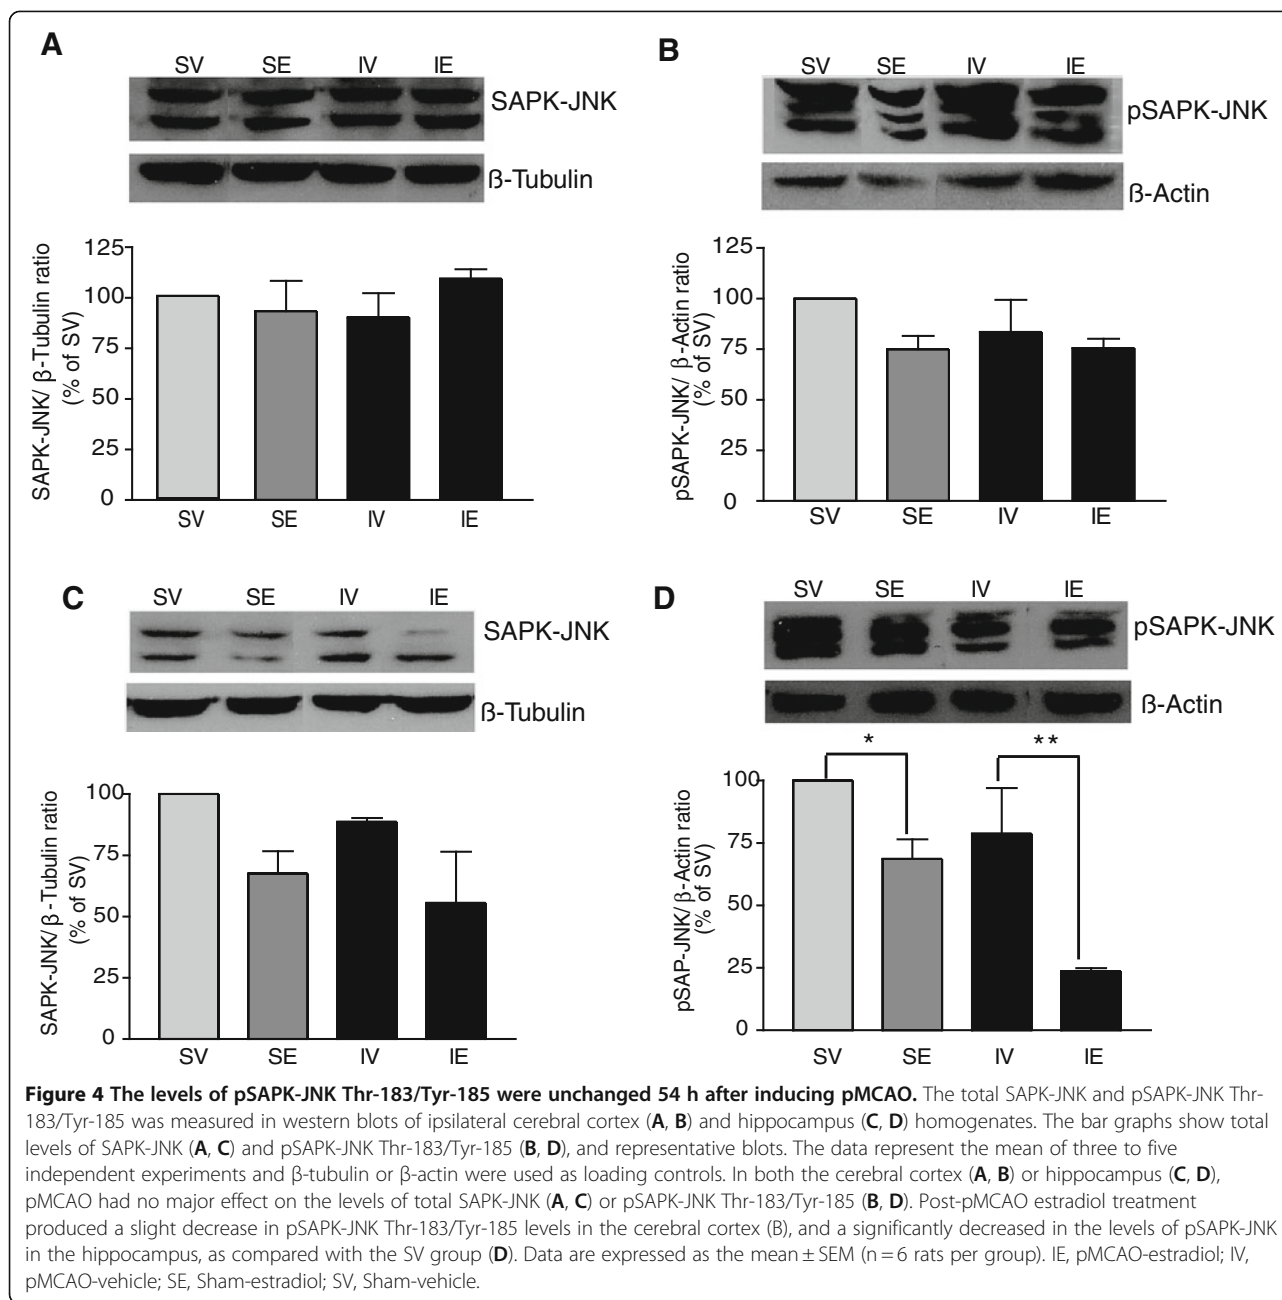 A
SV SE IV IE
SAPK-JNK
ß-Tubulin
SAPK-JNK/ β-Tubulin ratio
(% of SV)
125
100
75
50
25
0
SV SE IV IE
B
SV SE IV IE
pSAPK-JNK
ß-Actin
pSAPK-JNK/ β-Actin ratio
(% of SV)
125
100
75
50
25
0
SV SE IV IE
C
SV SE IV IE
SAPK-JNK
ß-Tubulin
SAPK-JNK/ β-Tubulin ratio
(% of SV)
100
75
50
25
0
SV SE IV IE
D
SV SE IV IE
pSAPK-JNK
ß-Actin
* **
pSAP-JNK/ β-Actin ratio
(% of SV)
100
75
50
25
0
SV SE IV IE
Figure 4 The levels of pSAPK-JNK Thr-183/Tyr-185 were unchanged 54 h after inducing pMCAO. The total SAPK-JNK and pSAPK-JNK Thr-
183/Tyr-185 was measured in western blots of ipsilateral cerebral cortex (A, B) and hippocampus (C, D) homogenates. The bar graphs show total
levels of SAPK-JNK (A, C) and pSAPK-JNK Thr-183/Tyr-185 (B, D), and representative blots. The data represent the mean of three to five
independent experiments and β-tubulin or β-actin were used as loading controls. In both the cerebral cortex (A, B) or hippocampus (C, D),
pMCAO had no major effect on the levels of total SAPK-JNK (A, C) or pSAPK-JNK Thr-183/Tyr-185 (B, D). Post-pMCAO estradiol treatment
produced a slight decrease in pSAPK-JNK Thr-183/Tyr-185 levels in the cerebral cortex (B), and a significantly decreased in the levels of pSAPK-JNK
in the hippocampus, as compared with the SV group (D). Data are expressed as the mean ± SEM (n = 6 rats per group). IE, pMCAO-estradiol; IV,
pMCAO-vehicle; SE, Sham-estradiol; SV, Sham-vehicle.